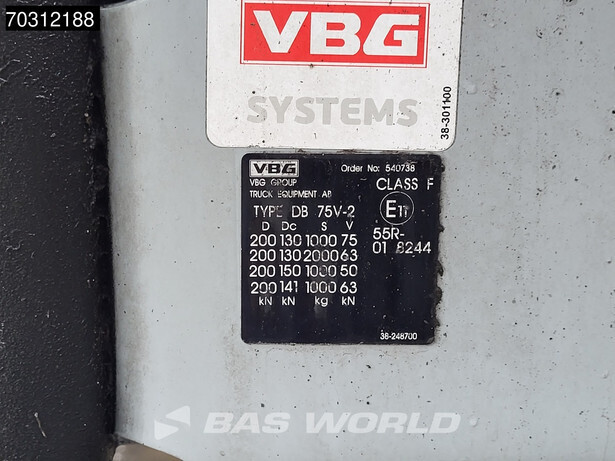 70312188
VBG
SYSTEMS
38-301100
VBG
Order No: 540738
VBG GROUP
TRUCK EQUIPMENT AB
CLASS F
TYPE DB 75V-2
E11
D Dc S V
200 130 1000 75
200 130 2000 63
200 150 1000 50
200 141 1000 63
kN kN kg kN
55R-
01 8244
38-248700
BAS WORLD